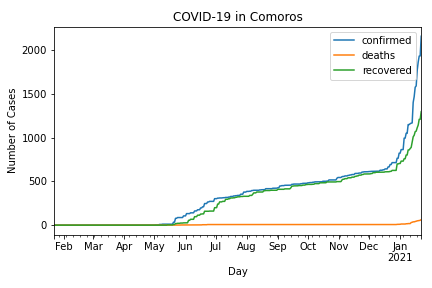 COVID-19 in Comoros
confirmed
deaths
recovered
Number of Cases
2000
1500
1000
500
0
Feb Mar Apr May Jun Jul Aug Sep Oct Nov Dec Jan
2021
Day